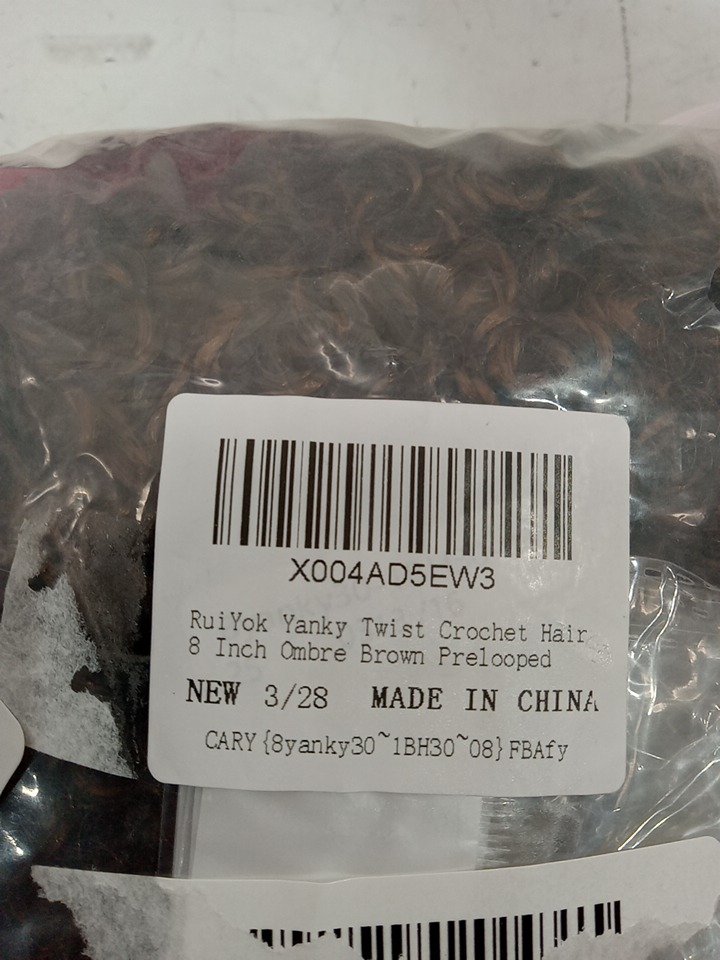 X004AD5EW3
RuiYok Yanky Twist Crochet Hair
8 Inch Ombre Brown Prelooped
NEW 3/28 MADE IN CHINA
CARY{8yanky30~1BH30~08}FBAfy